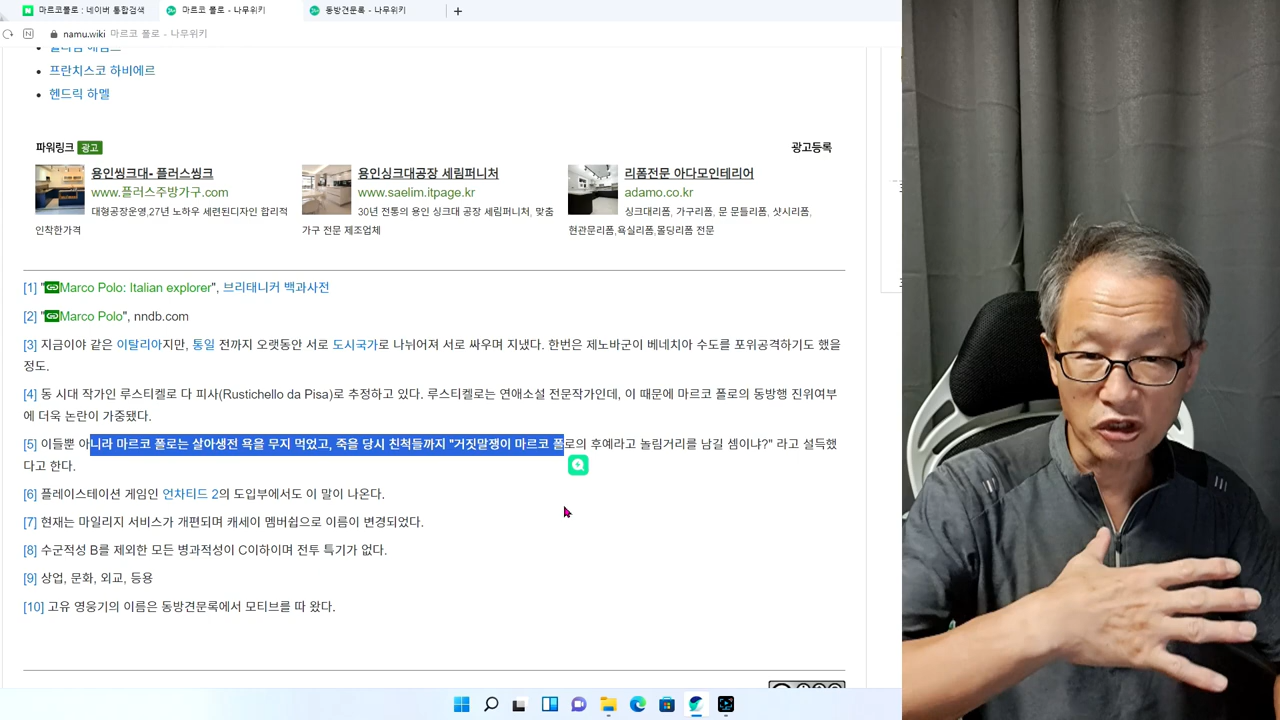 마르코폴로 : 네이버 통합검색
마르코 폴로 - 나무위키
동방견문록 - 나무위키
namu.wiki 마르코 폴로 - 나무위키
프란치스코 하비에르
헨드릭 하멜
파워링크 광고
광고등록
용인씽크대- 플러스씽크
www.플러스주방가구.com
대형공장운영,27년 노하우 세련된디자인 합리적
인착한가격
용인싱크대공장 세림퍼니처
www.saelim.itpage.kr
30년 전통의 용인 싱크대 공장 세림퍼니처, 맞춤
가구 전문 제조업체
리폼전문 아다모인테리어
adamo.co.kr
싱크대리폼, 가구리폼, 문 문틀리폼, 샷시리폼,
현관문리폼,욕실리폼,몰딩리폼 전문
[1] "Marco Polo: Italian explorer", 브리태니커 백과사전
[2] "Marco Polo", nndb.com
[3] 지금이야 같은 이탈리아지만, 통일 전까지 오랫동안 서로 도시국가로 나뉘어져 서로 싸우며 지냈다. 한번은 제노바군이 베네치아 수도를 포위공격하기도 했을
정도.
[4] 동 시대 작가인 루스티켈로 다 피사(Rustichello da Pisa)로 추정하고 있다. 루스티켈로는 연애소설 전문작가인데, 이 때문에 마르코 폴로의 동방행 진위여부
에 더욱 논란이 가중됐다.
[5] 이들뿐 아니라 마르코 폴로는 살아생전 욕을 무지 먹었고, 죽을 당시 친척들까지 "거짓말쟁이 마르코 폴로의 후예라고 놀림거리를 남길 셈이냐?" 라고 설득했
다고 한다.
[6] 플레이스테이션 게임인 언차티드 2의 도입부에서도 이 말이 나온다.
[7] 현재는 마일리지 서비스가 개편되며 캐세이 멤버쉽으로 이름이 변경되었다.
[8] 수군적성 B를 제외한 모든 병과적성이 C이하이며 전투 특기가 없다.
[9] 상업, 문화, 외교, 등용
[10] 고유 영웅기의 이름은 동방견문록에서 모티브를 따 왔다.